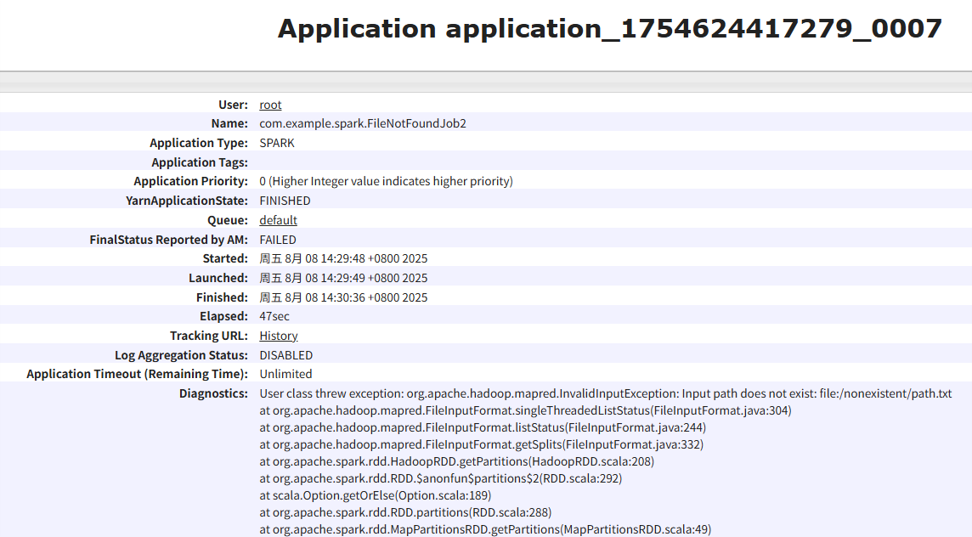 Application application_1754624417279_0007
User: root
Name: com.example.spark.FileNotFoundJob2
Application Type: SPARK
Application Tags:
Application Priority: 0 (Higher Integer value indicates higher priority)
YarnApplicationState: FINISHED
Queue: default
FinalStatus Reported by AM: FAILED
Started: 周五 8月 08 14:29:48 +0800 2025
Launched: 周五 8月 08 14:29:49 +0800 2025
Finished: 周五 8月 08 14:30:36 +0800 2025
Elapsed: 47sec
Tracking URL: History
Log Aggregation Status: DISABLED
Application Timeout (Remaining Time): Unlimited
Diagnostics: User class threw exception: org.apache.hadoop.mapred.InvalidInputException: Input path does not exist: file:/nonexistent/path.txt
at org.apache.hadoop.mapred.FileInputFormat.singleThreadedListStatus(FileInputFormat.java:304)
at org.apache.hadoop.mapred.FileInputFormat.listStatus(FileInputFormat.java:244)
at org.apache.hadoop.mapred.FileInputFormat.getSplits(FileInputFormat.java:332)
at org.apache.spark.rdd.HadoopRDD.getPartitions(HadoopRDD.scala:208)
at org.apache.spark.rdd.RDD.$anonfun$partitions$2(RDD.scala:292)
at scala.Option.getOrElse(Option.scala:189)
at org.apache.spark.rdd.RDD.partitions(RDD.scala:288)
at org.apache.spark.rdd.MapPartitionsRDD.getPartitions(MapPartitionsRDD.scala:49)